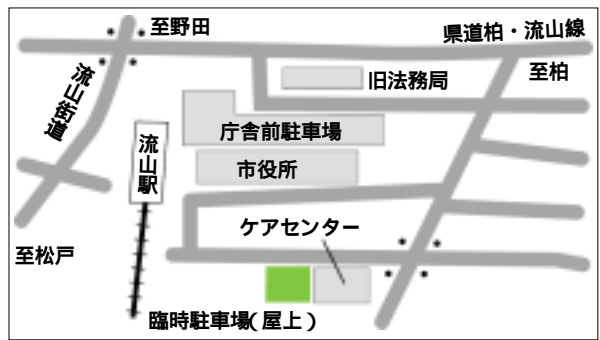 至野田
県道柏・流山線
至柏
流山街道
旧法務局
庁舎前駐車場
流山駅
市役所
ケアセンター
至松戸
臨時駐車場(屋上)